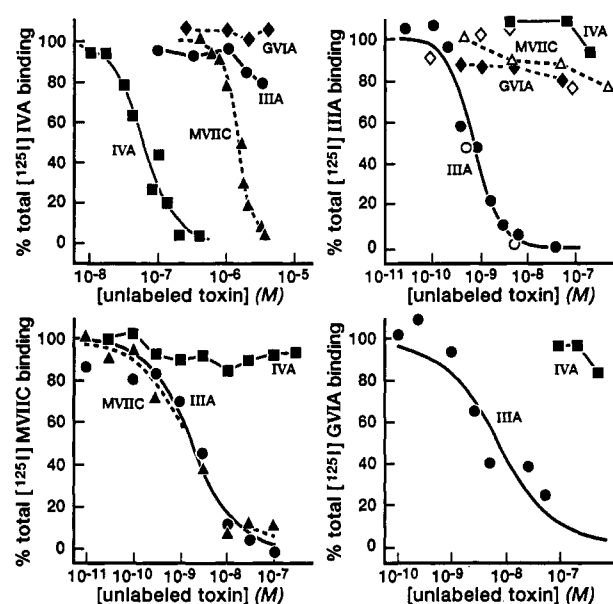 % total [125I] IVA binding
100
80
60
40
20
0
IVA
MVIIC
GVIA
IIIA
10-8
10-7
10-6
10-5
[unlabeled toxin] (M)
% total [125I] IIIA binding
100
80
60
40
20
0
IVA
MVIIC
GVIA
IIIA
10-11
10-10
10-9
10-8
10-7
[unlabeled toxin] (M)
% total [125I] MVIIC binding
100
80
60
40
20
0
IVA
MVIIC
IIIA
10-11
10-10
10-9
10-8
10-7
[unlabeled toxin] (M)
% total [125I] GVIA binding
100
80
60
40
20
0
IVA
IIIA
10-10
10-9
10-8
10-7
[unlabeled toxin] (M)